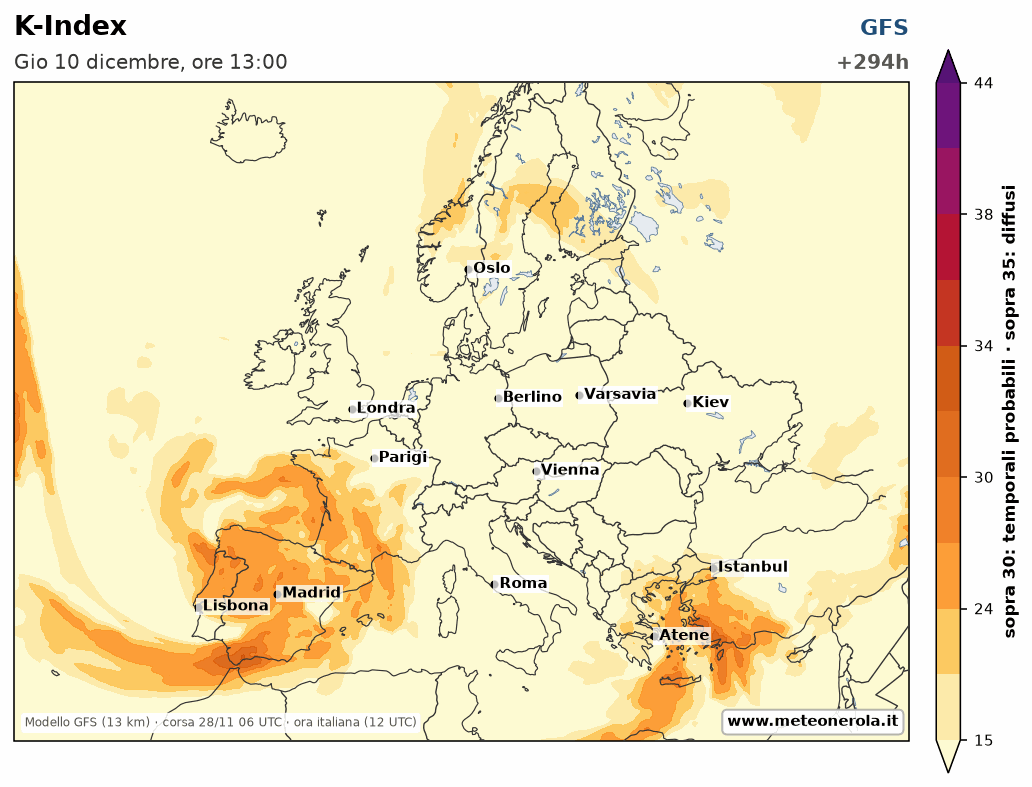 K-Index
GFS
Gio 10 dicembre, ore 13:00
+294h
Oslo
Berlino
Varsavia
Kiev
Londra
Parigi
Vienna
Istanbul
Roma
Madrid
Lisbona
Atene
Modello GFS (13 km) · corsa 28/11 06 UTC · ora italiana (12 UTC)
www.meteonerola.it
44
38
34
30
24
15
sopra 30: temporali probabili · sopra 35: diffusi